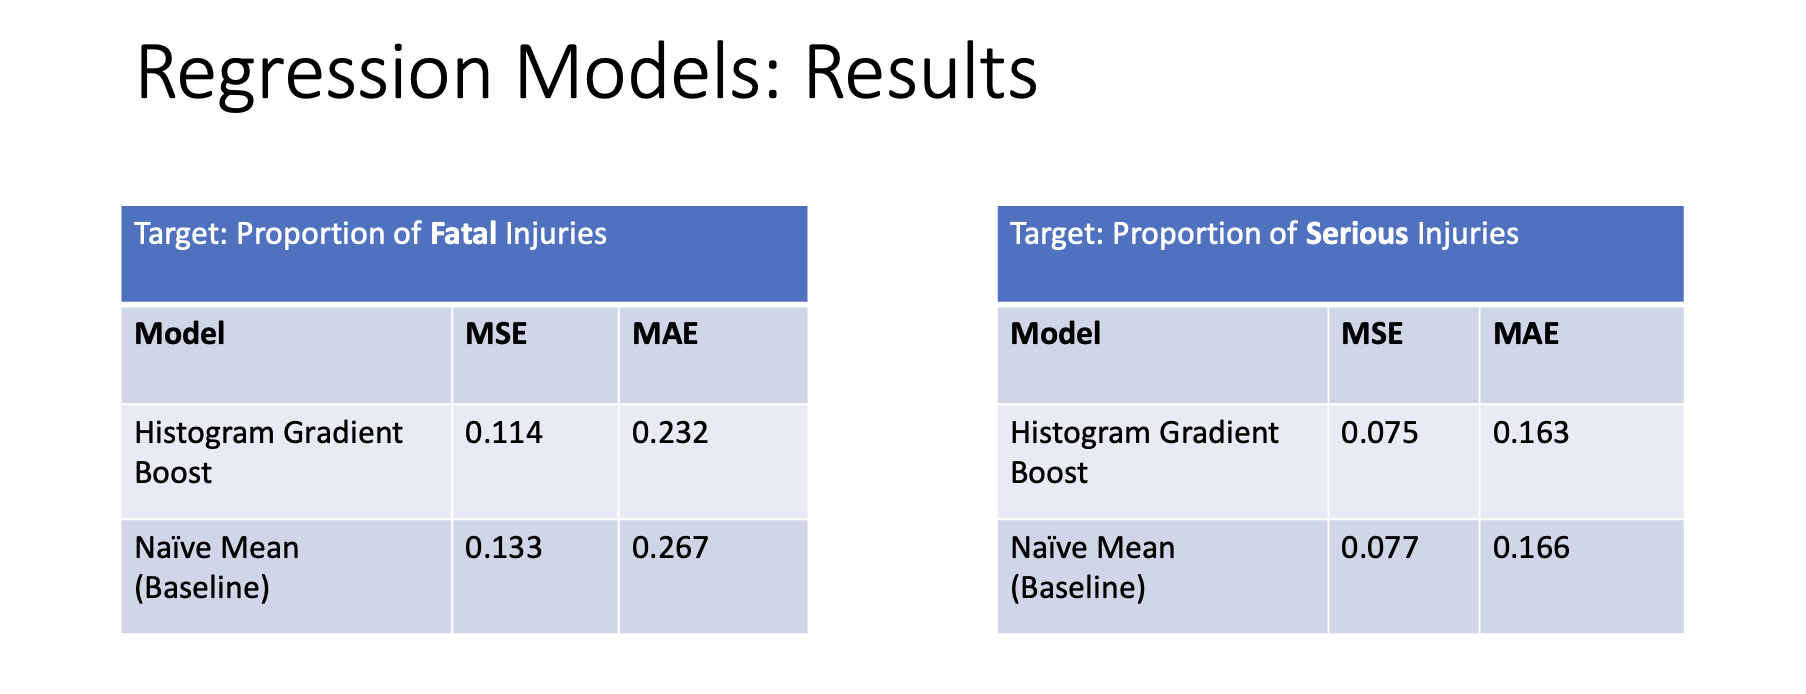 Regression Models: Results
Target: Proportion of Fatal Injuries
Model MSE MAE
Histogram Gradient
Boost
0.114 0.232
Naïve Mean
(Baseline)
0.133 0.267
Target: Proportion of Serious Injuries
Model MSE MAE
Histogram Gradient
Boost
0.075 0.163
Naïve Mean
(Baseline)
0.077 0.166